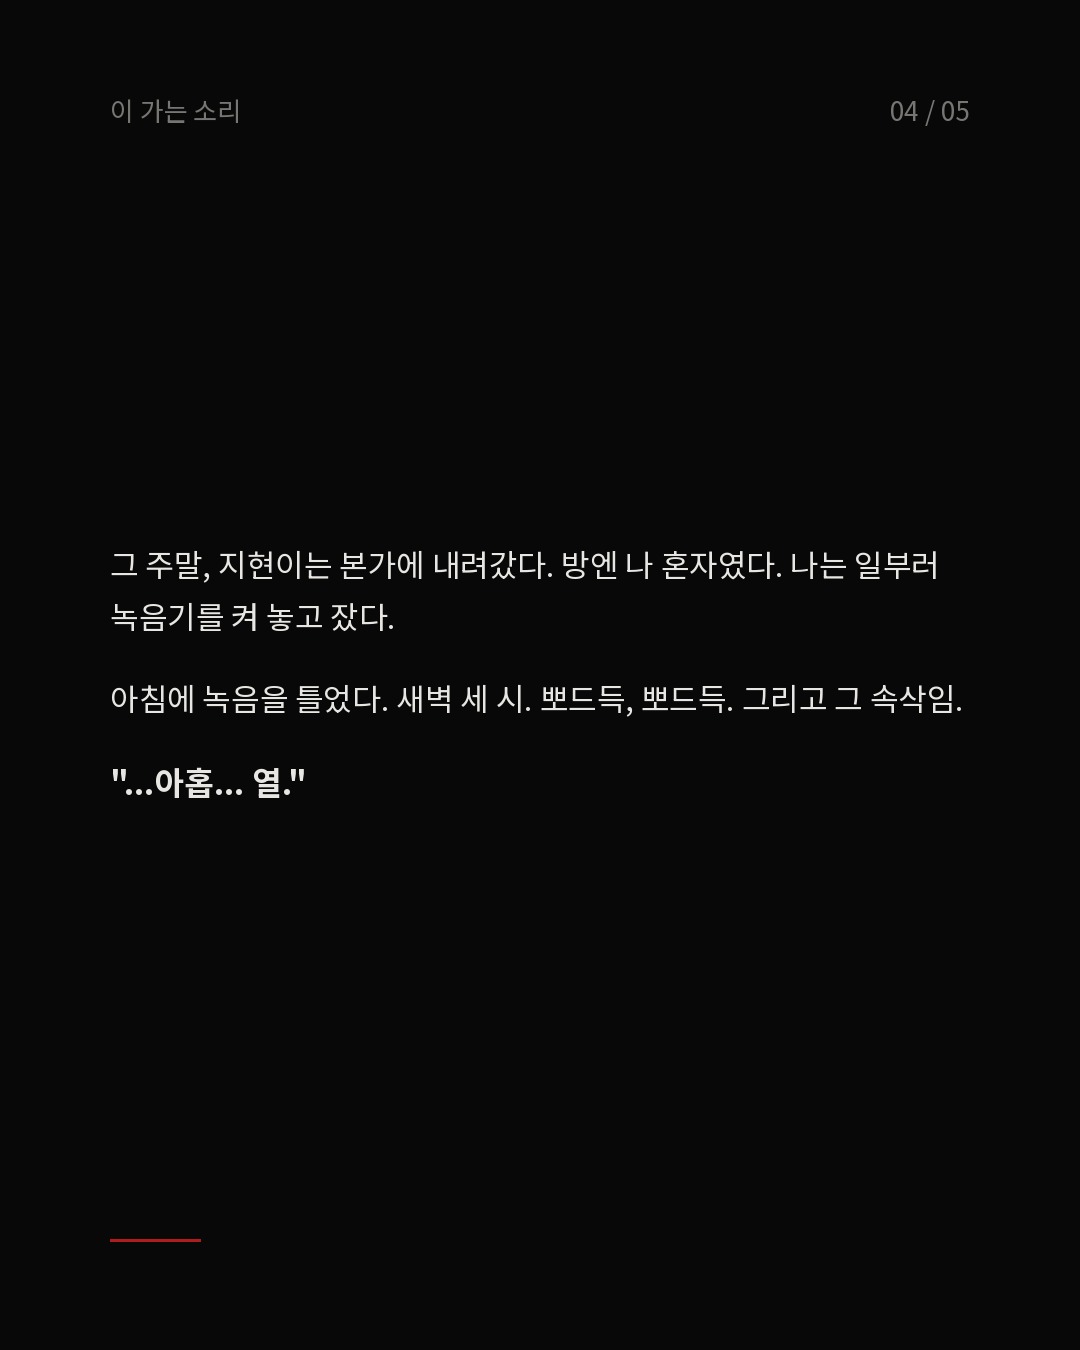 이 가는 소리
04 / 05
그 주말, 지현이는 본가에 내려갔다. 방엔 나 혼자였다. 나는 일부러
녹음기를 켜 놓고 잤다.
아침에 녹음을 틀었다. 새벽 세 시. 뽀드득, 뽀드득. 그리고 그 속삭임.
"...아홉... 열."